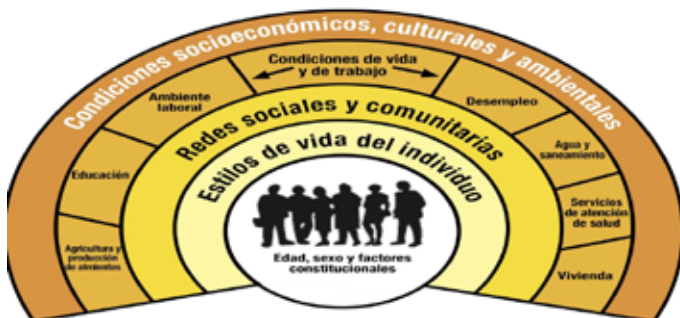 Condiciones socioeconómicos, culturales y ambientales
Condiciones de vida
y de trabajo
Ambiente
laboral
Desempleo
Educación
Agua y
saneamiento
Agricultura y
producción
de almientos
Servicios
de atención
de salud
Vivienda
Redes sociales y comunitarias
Estilos de vida del individuo
Edad, sexo y factores
constitucionales